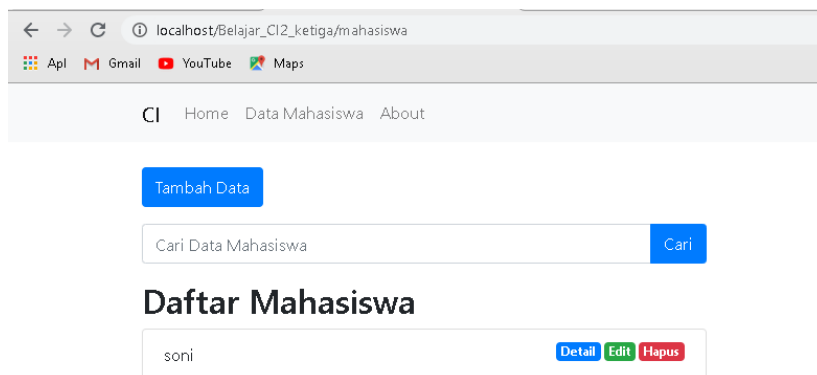 localhost/Belajar_CI2_ketiga/mahasiswa
Apl Gmail YouTube Maps
CI Home Data Mahasiswa About
Tambah Data
Cari Data Mahasiswa Cari
Daftar Mahasiswa
soni Detail Edit Hapus